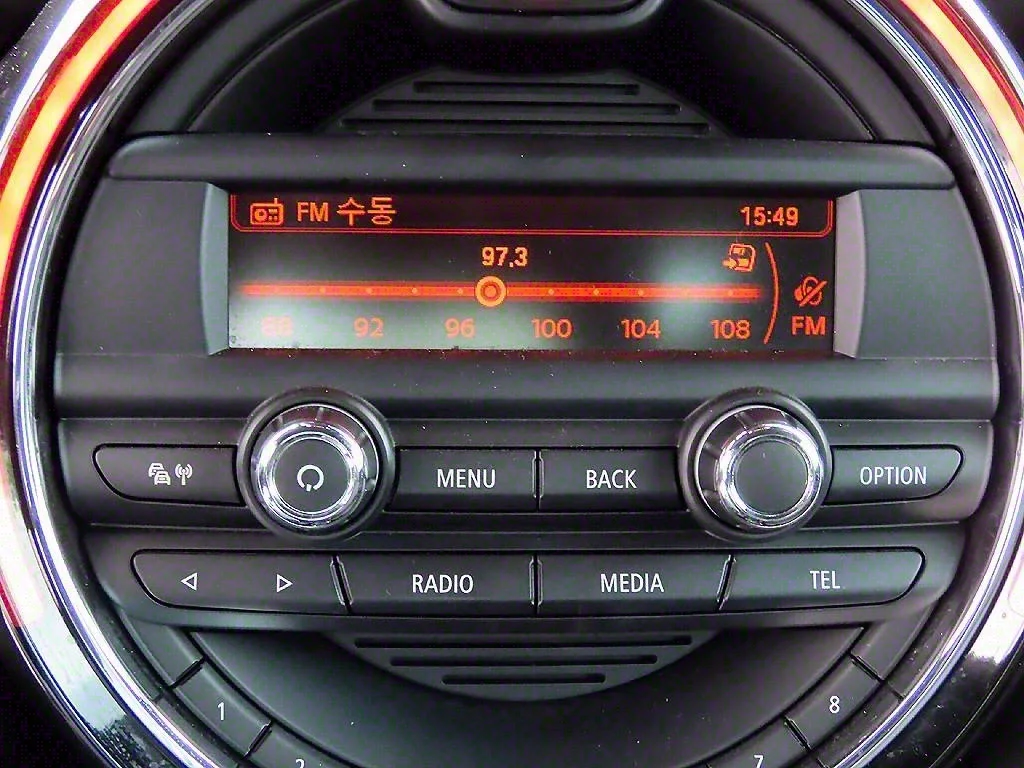 FM 수동 15:49
97.3
88 92 96 100 104 108 FM
MENU BACK OPTION
RADIO MEDIA TEL
1 8
2 7